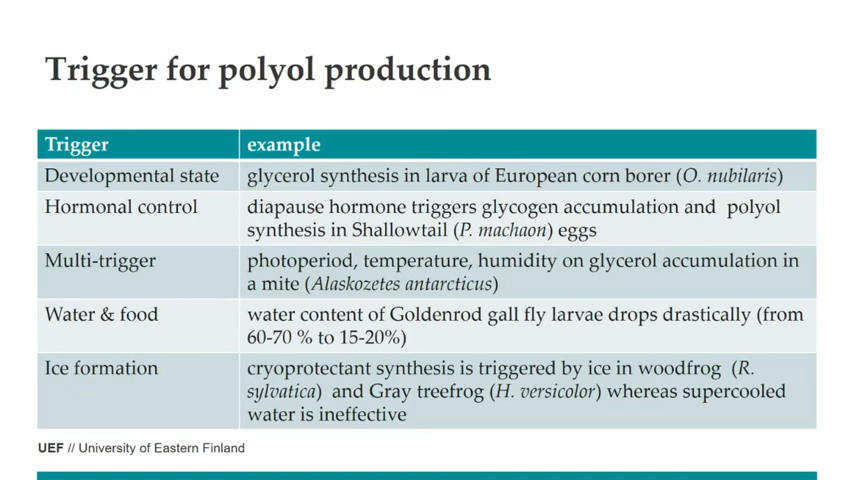 Trigger for polyol production
Trigger
example
Developmental state
glycerol synthesis in larva of European corn borer (O. nubilaris)
Hormonal control
diapause hormone triggers glycogen accumulation and polyol
synthesis in Shallowtail (P. machaon) eggs
Multi-trigger
photoperiod, temperature, humidity on glycerol accumulation in
a mite (Alaskozetes antarcticus)
Water & food
water content of Goldenrod gall fly larvae drops drastically (from
60-70 % to 15-20%)
Ice formation
cryoprotectant synthesis is triggered by ice in woodfrog (R.
sylvatica) and Gray treefrog (H. versicolor) whereas supercooled
water is ineffective
UEF // University of Eastern Finland